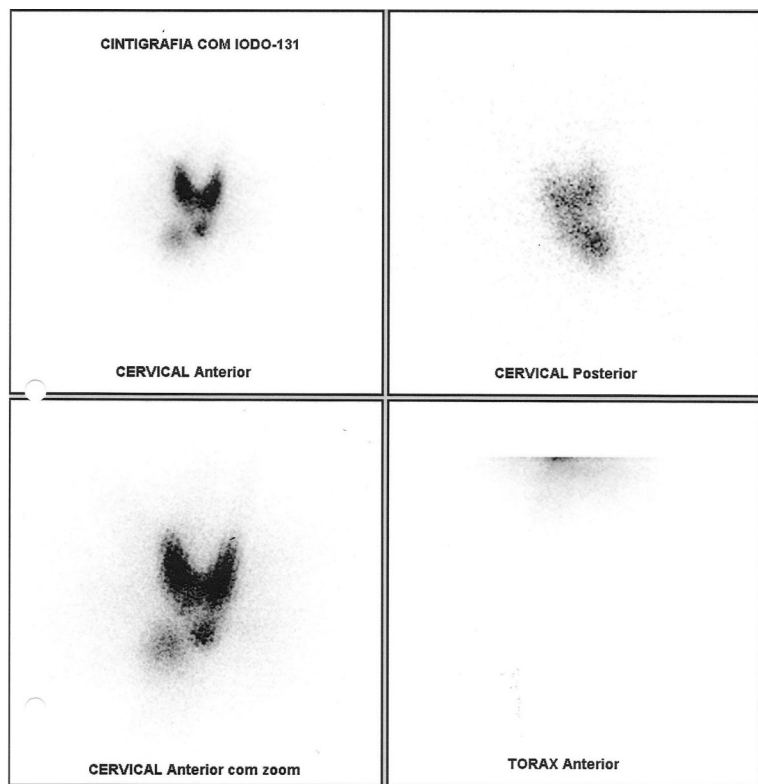 CINTIGRAFIA COM IODO-131
CERVICAL Anterior
CERVICAL Posterior
CERVICAL Anterior com zoom
TORAX Anterior